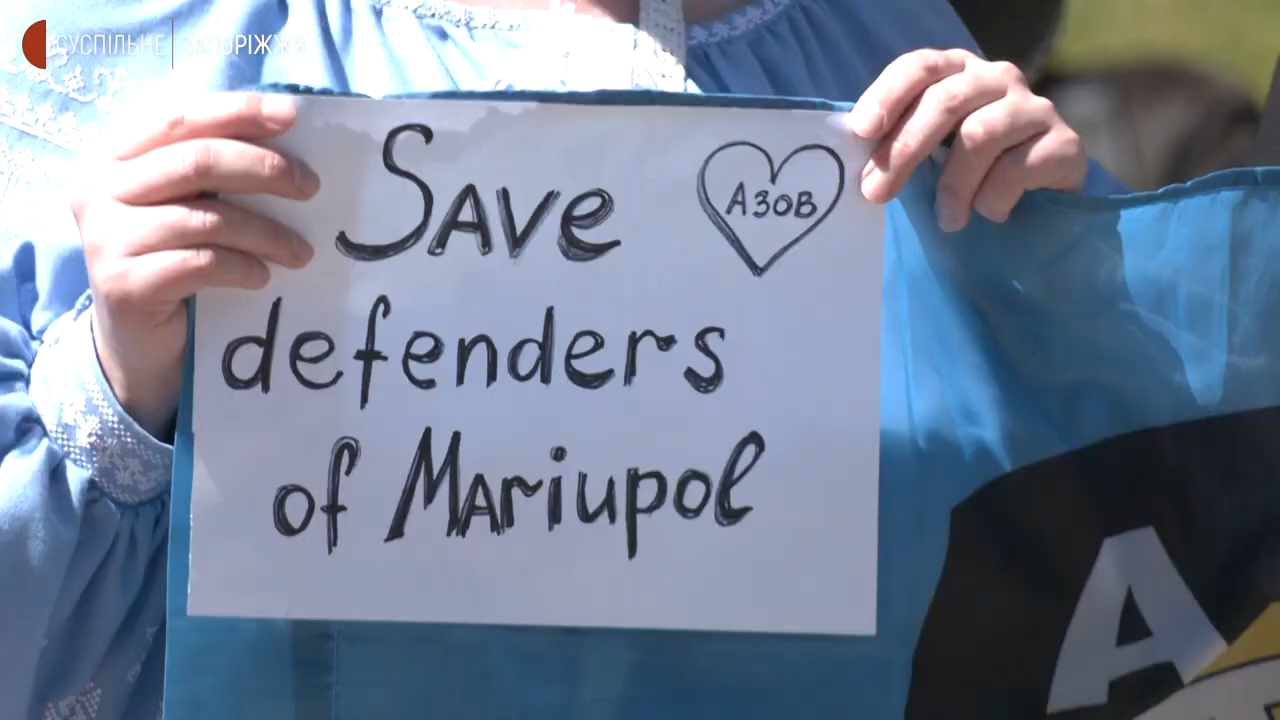 СУСПІЛЬНЕ ЗАПОРІЖЖЯ
SAve
АЗОВ
defenders
of MAriupol
А